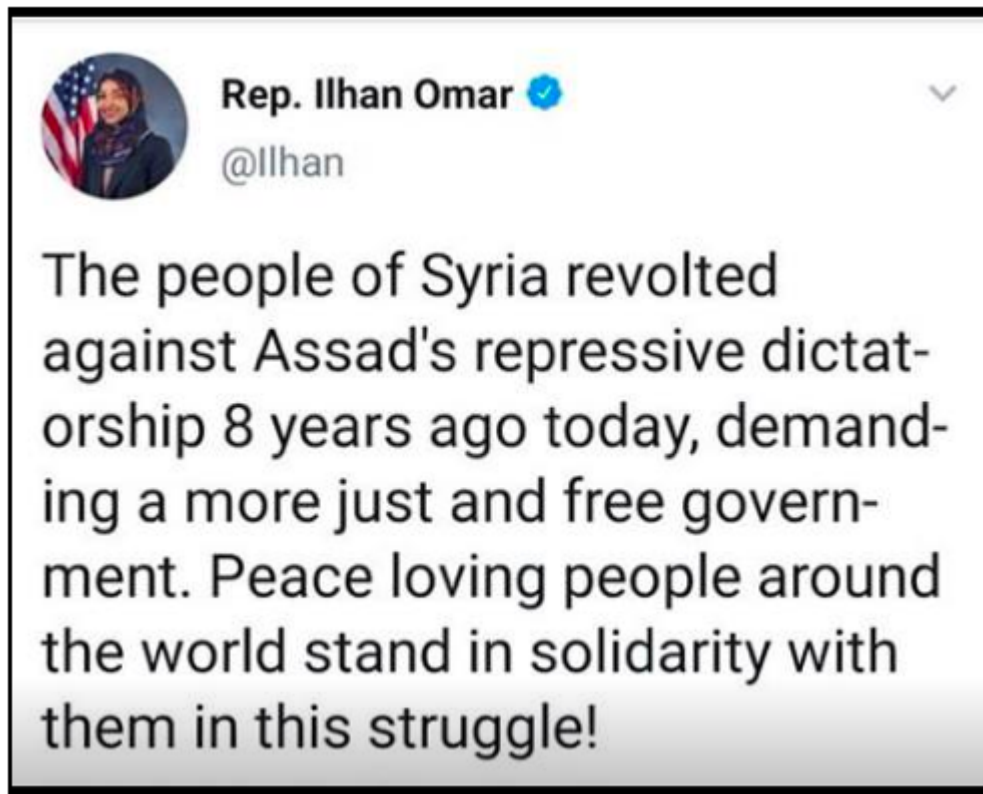 Rep. Ilhan Omar
@Ilhan
The people of Syria revolted
against Assad's repressive dictat-
orship 8 years ago today, demand-
ing a more just and free govern-
ment. Peace loving people around
the world stand in solidarity with
them in this struggle!